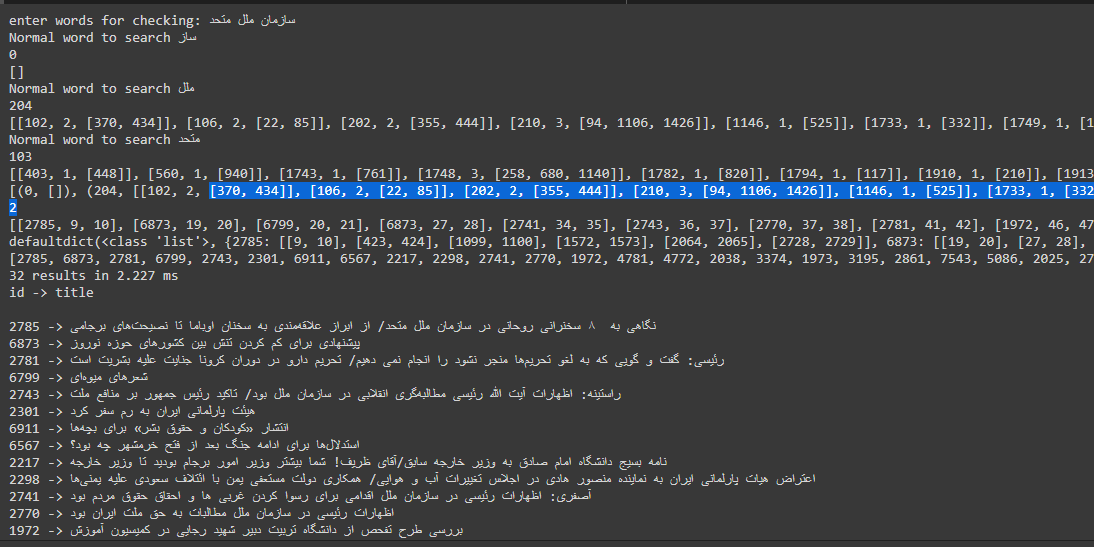 enter words for checking: سازمان ملل متحد
Normal word to search ساز
0
[]
Normal word to search ملل
204
[[102, 2, [370, 434]], [106, 2, [22, 85]], [202, 2, [355, 444]], [210, 3, [94, 1106, 1426]], [1146, 1, [525]], [1733, 1, [332]], [1749, 1, [1
Normal word to search متحد
103
[[403, 1, [448]], [560, 1, [940]], [1743, 1, [761]], [1748, 3, [258, 680, 1140]], [1782, 1, [820]], [1794, 1, [117]], [1910, 1, [210]], [1913
[(0, []), (204, [[102, 2, [370, 434]], [106, 2, [22, 85]], [202, 2, [355, 444]], [210, 3, [94, 1106, 1426]], [1146, 1, [525]], [1733, 1, [332
2
[[2785, 9, 10], [6873, 19, 20], [6799, 20, 21], [6873, 27, 28], [2741, 34, 35], [2743, 36, 37], [2770, 37, 38], [2781, 41, 42], [1972, 46, 47
defaultdict(<class 'list'>, {2785: [[9, 10], [423, 424], [1099, 1100], [1572, 1573], [2064, 2065], [2728, 2729]], 6873: [[19, 20], [27, 28],
[2785, 6873, 2781, 6799, 2743, 2301, 6911, 6567, 2217, 2298, 2741, 2770, 1972, 4781, 4772, 2038, 3374, 1973, 3195, 2861, 7543, 5086, 2025, 27
32 results in 2.227 ms
id -> title
2785 -> نگاهی به ۸ سخنرانی روحانی در سازمان ملل متحد/ از ابراز علاقه‌مندی به سخنان اوباما تا نصیحت‌های برجامی
6873 -> پیشنهادی برای کم کردن تنش بین کشورهای حوزه نوروز
2781 -> رئیسی: گفت و گویی که به لغو تحریم‌ها منجر نشود را انجام نمی دهیم/ تحریم دارو در دوران کرونا جنایت علیه بشریت است
6799 -> شعرهای میوه‌ای
2743 -> راستینه: اظهارات آیت الله رئیسی مطالبه‌گری انقلابی در سازمان ملل بود/ تاکید رئیس جمهور بر منافع ملت
2301 -> هیئت پارلمانی ایران به رم سفر کرد
6911 -> انتشار «کودکان و حقوق بشر» برای بچه‌ها
6567 -> استدلال‌ها برای ادامه جنگ بعد از فتح خرمشهر چه بود؟
2217 -> نامه بسیج دانشگاه امام صادق به وزیر خارجه سابق/آقای ظریف! شما بیشتر وزیر امور برجام بودید تا وزیر خارجه
2298 -> اعتراض هیات پارلمانی ایران به نماینده منصور هادی در اجلاس تغییرات آب و هوایی/ همکاری دولت مستعفی یمن با ائتلاف سعودی علیه یمنی‌ها
2741 -> آصفری: اظهارات رئیسی در سازمان ملل اقدامی برای رسوا کردن غربی ها و احقاق حقوق مردم بود
2770 -> اظهارات رئیسی در سازمان ملل مطالبات به حق ملت ایران بود
1972 -> بررسی طرح تفحص از دانشگاه تربیت دبیر شهید رجایی در کمیسیون آموزش